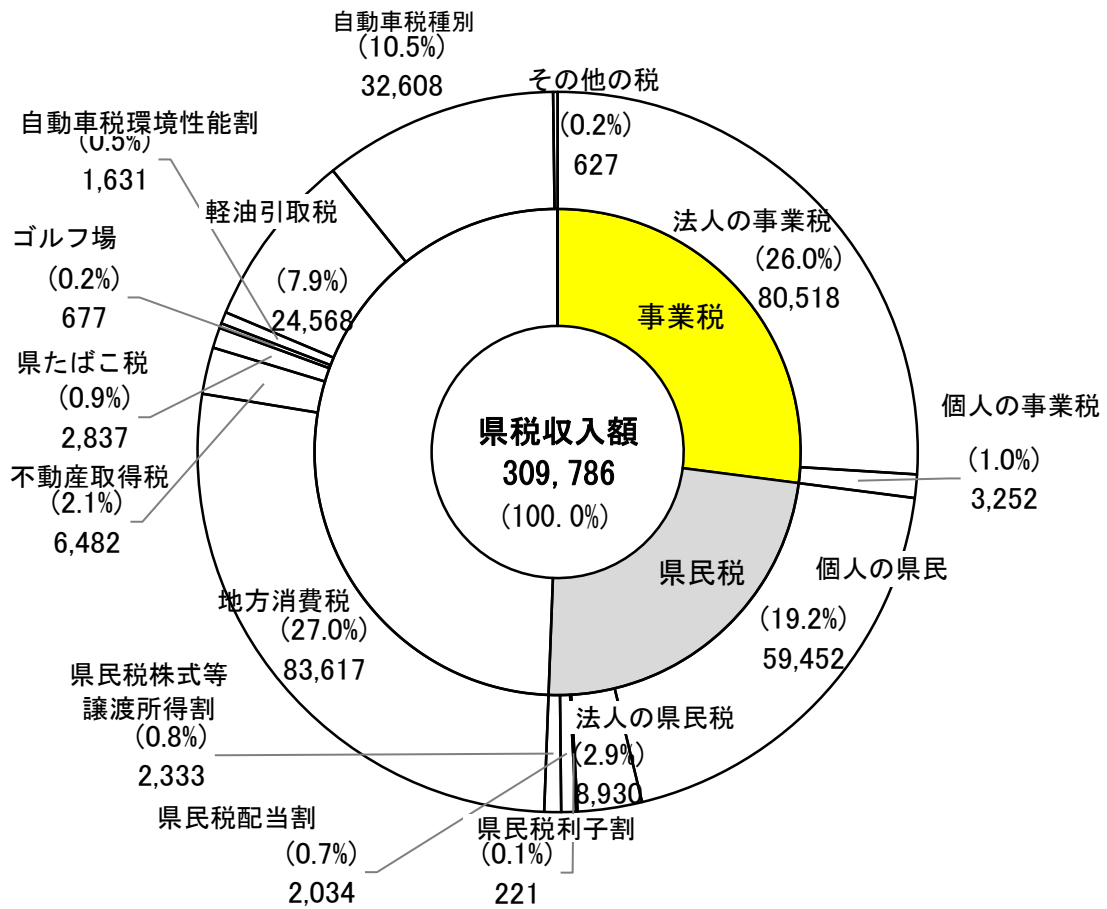 自動車税種別
(10.5%)
32,608
その他の税
(0.2%)
627
自動車税環境性能割
(0.5%)
1,631
軽油引取税
(7.9%)
24,568
ゴルフ場
(0.2%)
677
県たばこ税
(0.9%)
2,837
不動産取得税
(2.1%)
6,482
地方消費税
(27.0%)
83,617
県民税株式等
譲渡所得割
(0.8%)
2,333
県民税配当割
(0.7%)
2,034
県民税利子割
(0.1%)
221
法人の県民税
(2.9%)
8,930
個人の県民
(19.2%)
59,452
個人の事業税
(1.0%)
3,252
法人の事業税
(26.0%)
80,518
事業税
県民税
県税収入額
309,786
(100.0%)